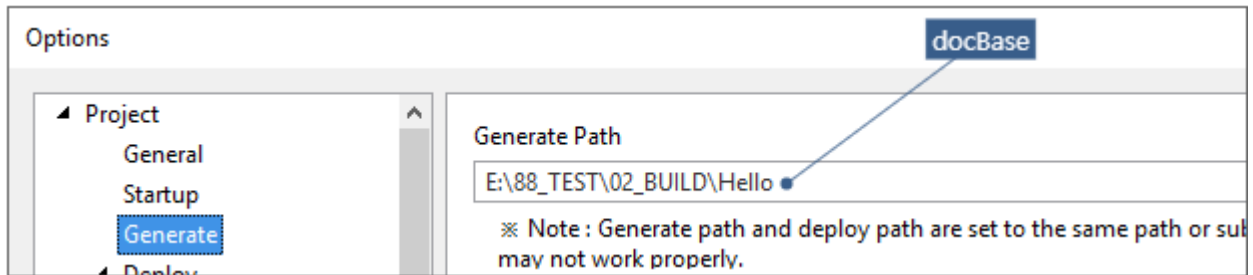 Options
docBase
Project
General
Startup
Generate
Deploy
Generate Path
E:\88_TEST\02_BUILD\Hello
※ Note : Generate path and deploy path are set to the same path or
may not work properly.